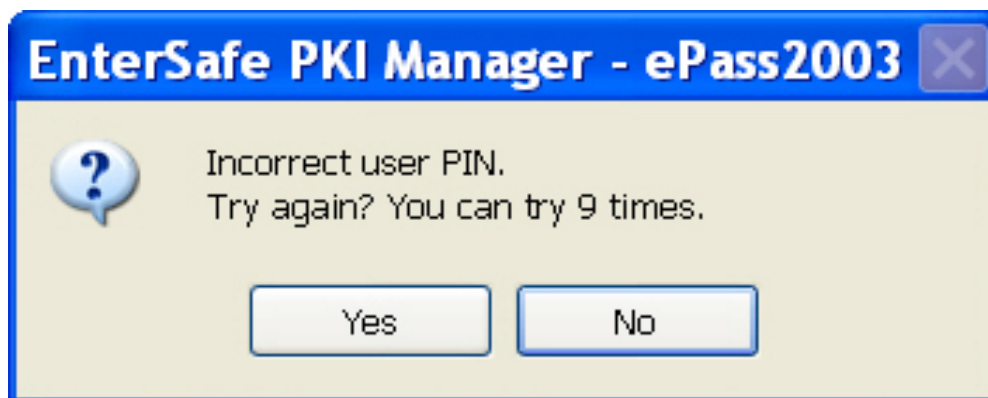 EnterSafe PKI Manager - ePass2003
Incorrect user PIN.
Try again? You can try 9 times.
Yes
No